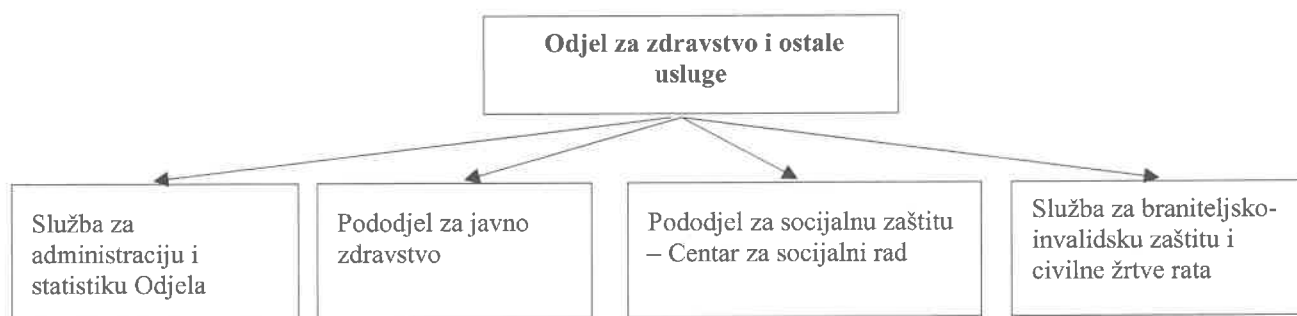 Odjel za zdravstvo i ostale
usluge
Služba za
administraciju i
statistiku Odjela
Pododjel za javno
zdravstvo
Pododjel za socijalnu zaštitu
– Centar za socijalni rad
Služba za braniteljsko-
invalidsku zaštitu i
civilne žrtve rata